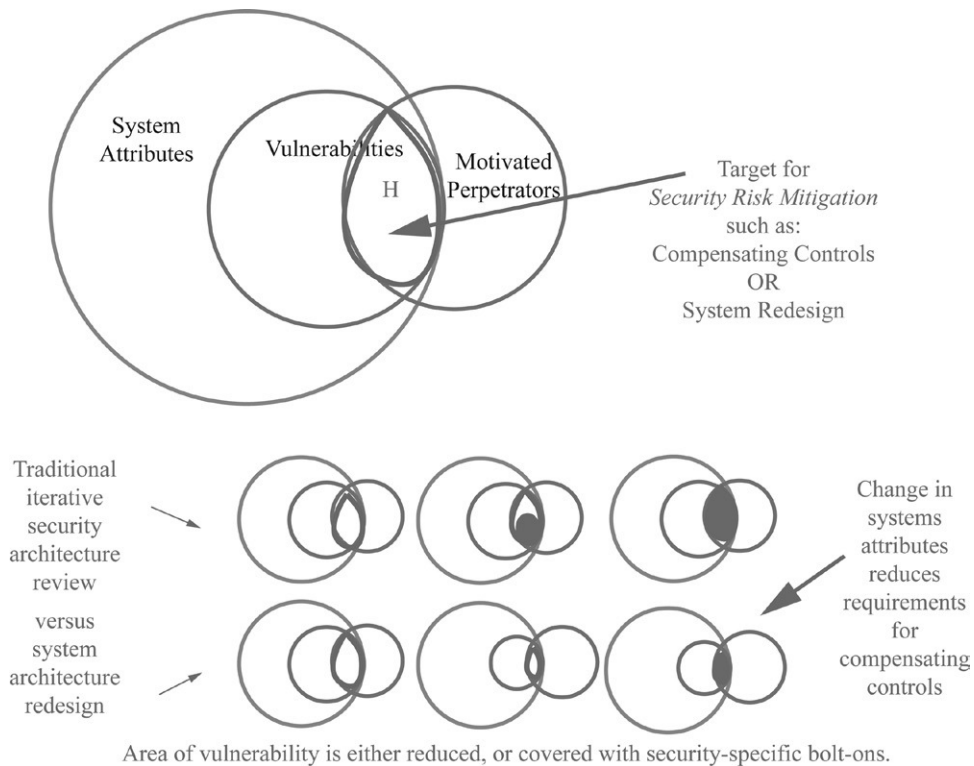 System
Attributes
Vulnerabilities
H
Motivated
Perpetrators
Target for
Security Risk Mitigation
such as:
Compensating Controls
OR
System Redesign
Traditional
iterative
security
architecture
review
versus
system
architecture
redesign
Change in
systems
attributes
reduces
requirements
for
compensating
controls
Area of vulnerability is either reduced, or covered with security-specific bolt-ons.